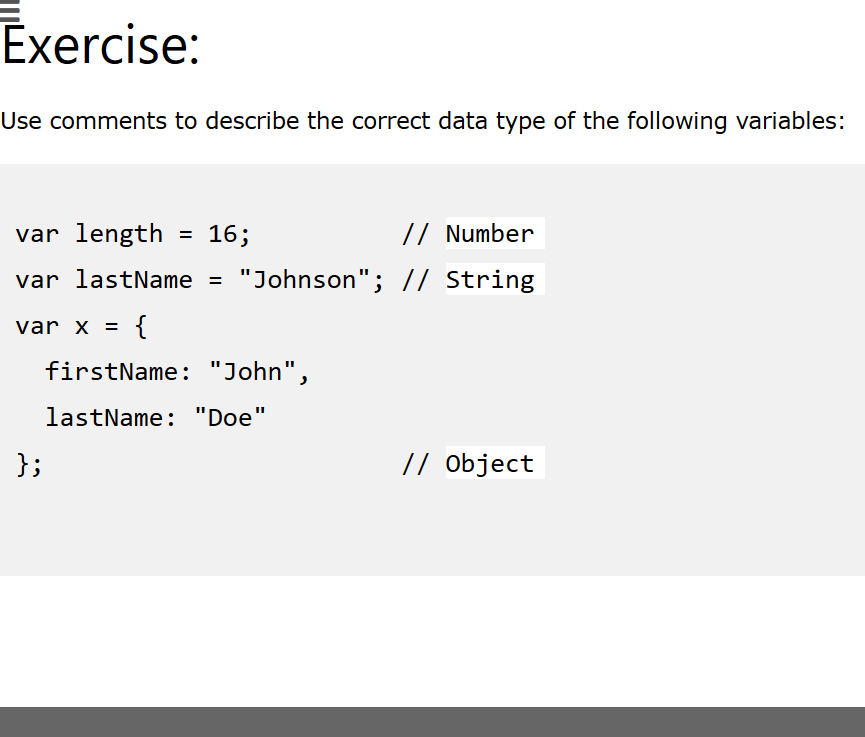 Exercise:
Use comments to describe the correct data type of the following variables:
var length = 16;          // Number
var lastName = "Johnson"; // String
var x = {
  firstName: "John",
  lastName: "Doe"
};                        // Object